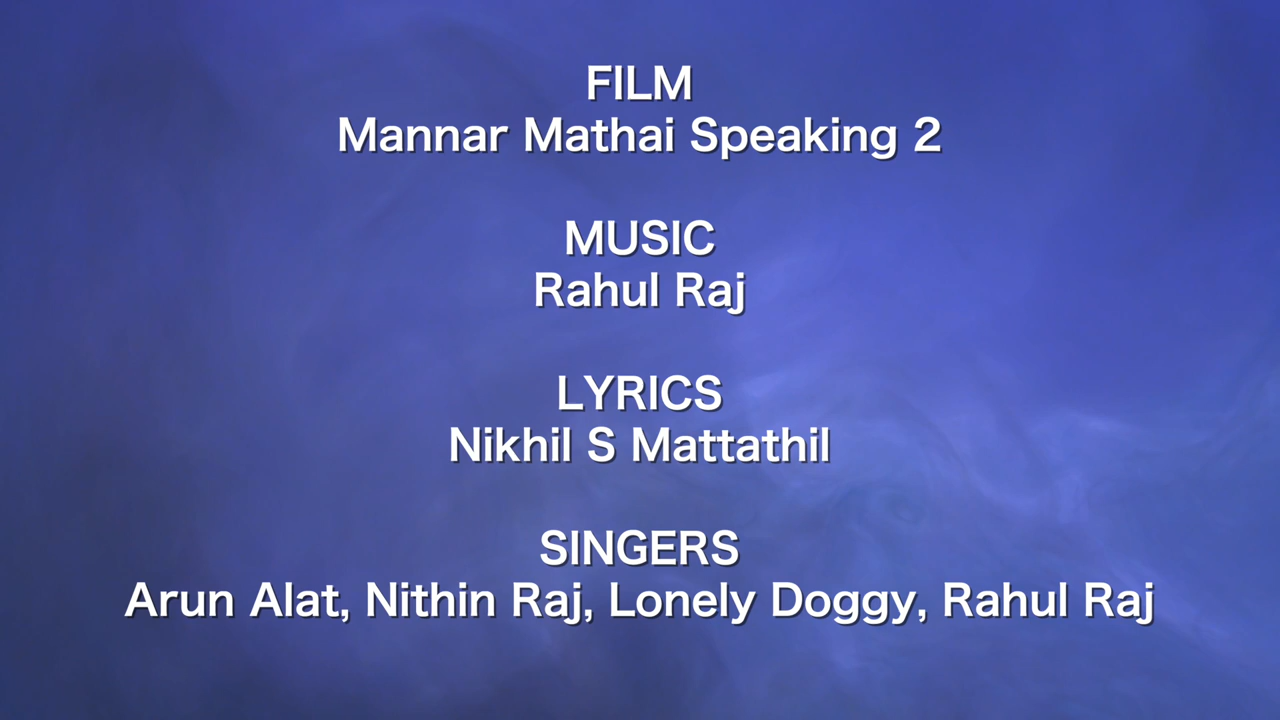 FILM
Mannar Mathai Speaking 2
MUSIC
Rahul Raj
LYRICS
Nikhil S Mattathil
SINGERS
Arun Alat, Nithin Raj, Lonely Doggy, Rahul Raj